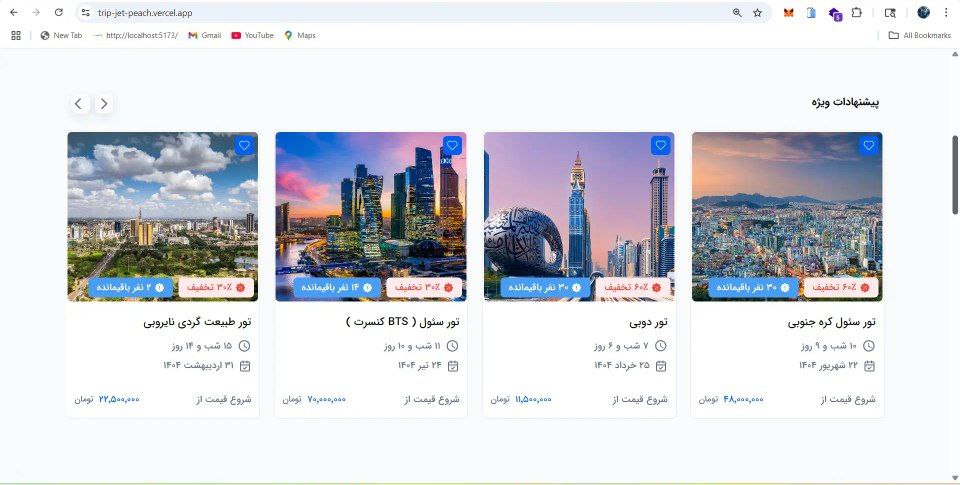 trip-jet-peach.vercel.app
5
New Tab
http://localhost:5173/
Gmail
YouTube
Maps
All Bookmarks
پیشنهادات ویژه
۶۰٪ تخفیف
۳۰ نفر باقیمانده
تور سئول کره جنوبی
۱۰ شب و ۹ روز
۲۲ شهریور ۱۴۰۴
شروع قیمت از
۴۸,۰۰۰,۰۰۰ تومان
۶۰٪ تخفیف
۳۰ نفر باقیمانده
تور دوبی
۷ شب و ۶ روز
۲۵ خرداد ۱۴۰۴
شروع قیمت از
۱۱,۵۰۰,۰۰۰ تومان
۳۰٪ تخفیف
۱۴ نفر باقیمانده
تور سئول ( BTS کنسرت )
۱۱ شب و ۱۰ روز
۲۴ تیر ۱۴۰۴
شروع قیمت از
۷۰,۰۰۰,۰۰۰ تومان
۳۰٪ تخفیف
۲ نفر باقیمانده
تور طبیعت گردی نایروبی
۱۵ شب و ۱۴ روز
۳۱ اردیبهشت ۱۴۰۴
شروع قیمت از
۲۲,۵۰۰,۰۰۰ تومان